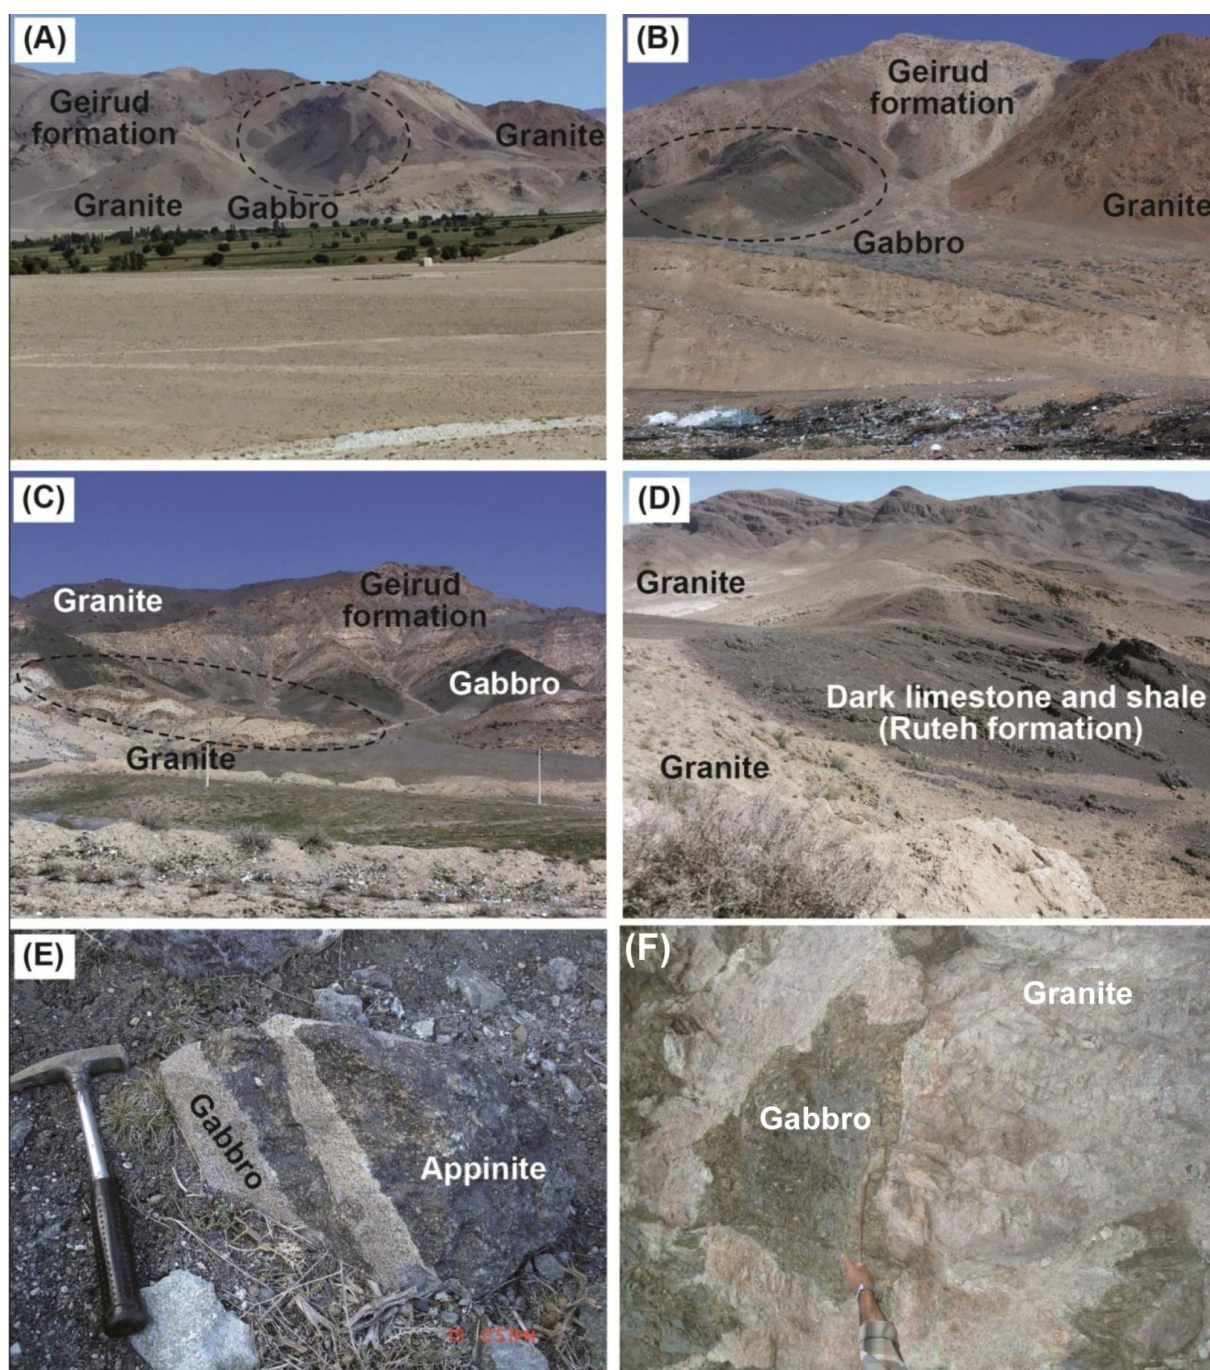 (A)
Geirud
formation
Granite
Granite
Gabbro
(B)
Geirud
formation
Granite
Gabbro
(C)
Granite
Geirud
formation
Gabbro
Granite
(D)
Granite
Dark limestone and shale
(Ruteh formation)
Granite
(E)
Gabbro
Appinite
(F)
Granite
Gabbro